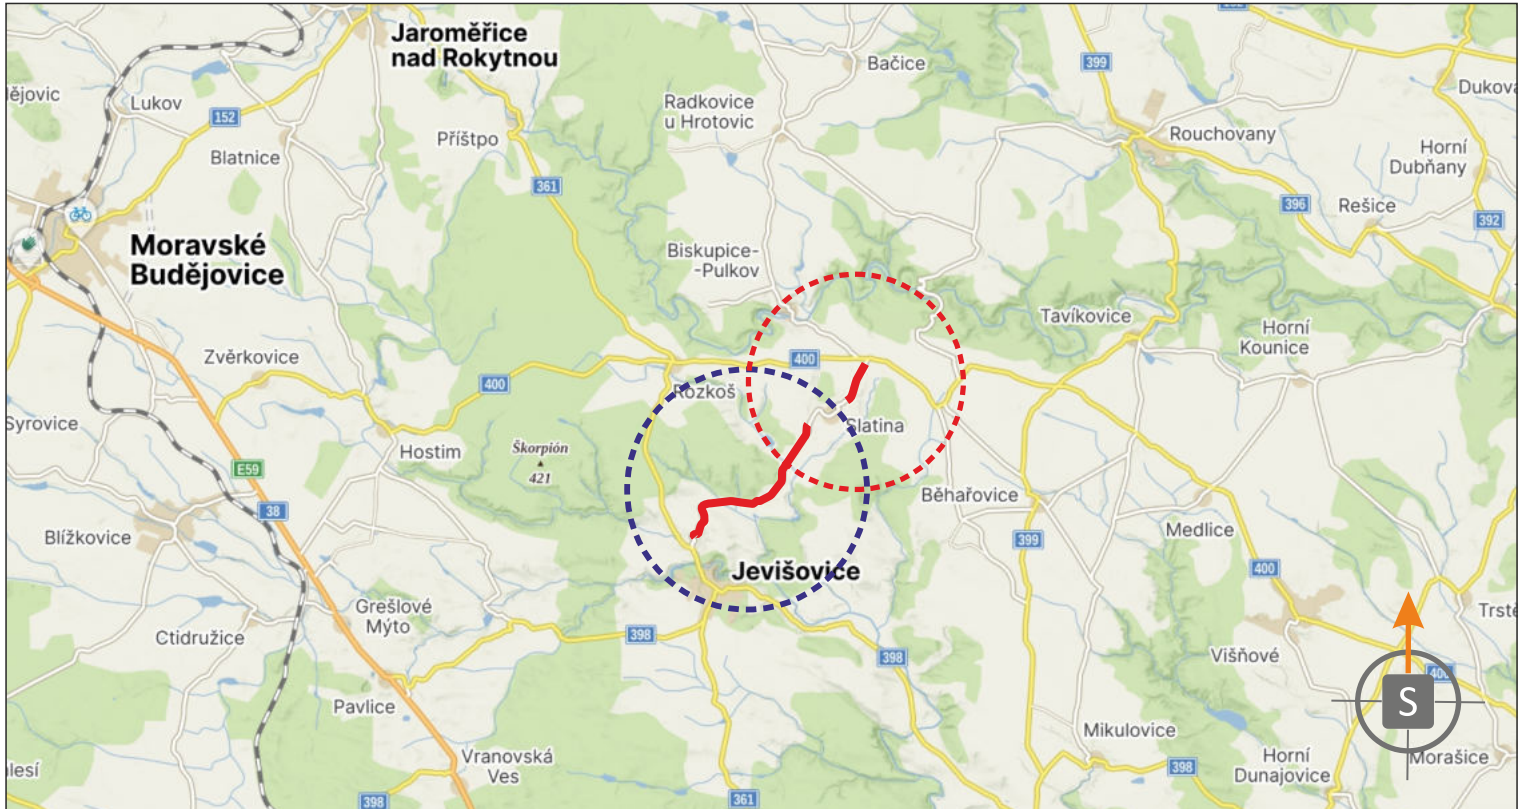 Jaroměřice
nad Rokytnou
Bačice
399
Dukova
ějovic
Lukov
152
Radkovice
u Hrotovic
Příštpo
Rouchovany
Horní
Dubňany
Blatnice
361
396
Rešice
392
Moravské
Budějovice
Biskupice-
-Pulkov
Tavíkovice
Horní
Kounice
Zvěrkovice
400
400
Rozkoš
Syrovice
Slatina
Hostim
Škorpión
421
E59
38
Běhařovice
Medlice
Blížkovice
399
400
Jevišovice
Grešlové
Mýto
Ctidružice
398
398
Trstě
Višňové
400
S
Pavlice
Mikulovice
Vranovská
Ves
Horní
Dunajovice
Morašice
lesí
398
361
398